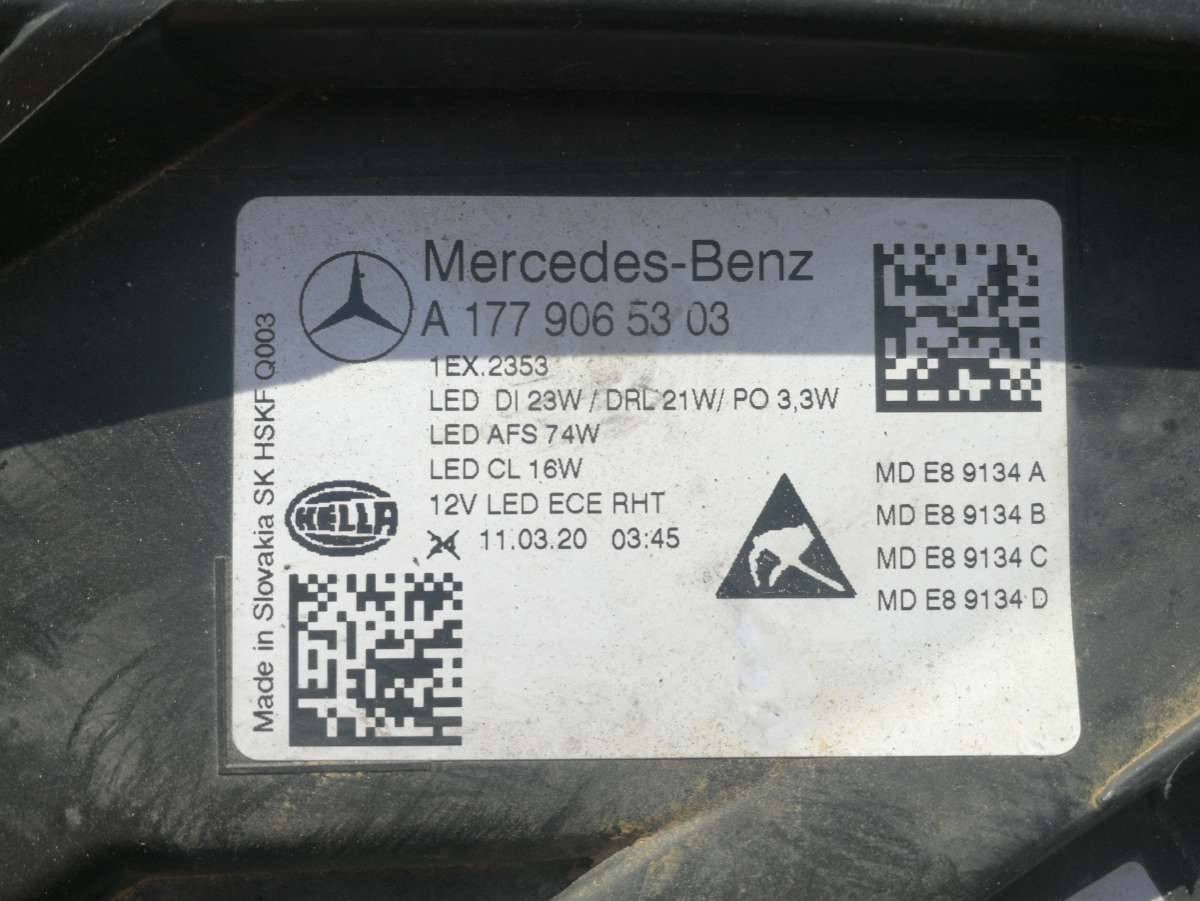 Mercedes-Benz
A 177 906 53 03
1EX.2353
LED DI 23W / DRL 21W/ PO 3,3W
LED AFS 74W
LED CL 16W
12V LED ECE RHT
11.03.20 03:45
HELLA
Made in Slovakia SK HSKF Q003
MD E8 9134 A
MD E8 9134 B
MD E8 9134 C
MD E8 9134 D